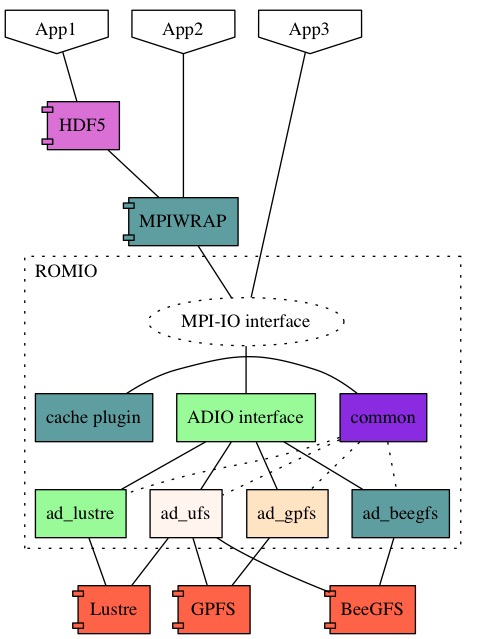 App1
App2
App3
HDF5
MPIWRAP
ROMIO
MPI-IO interface
cache plugin
ADIO interface
common
ad_lustre
ad_ufs
ad_gpfs
ad_beegfs
Lustre
GPFS
BeeGFS